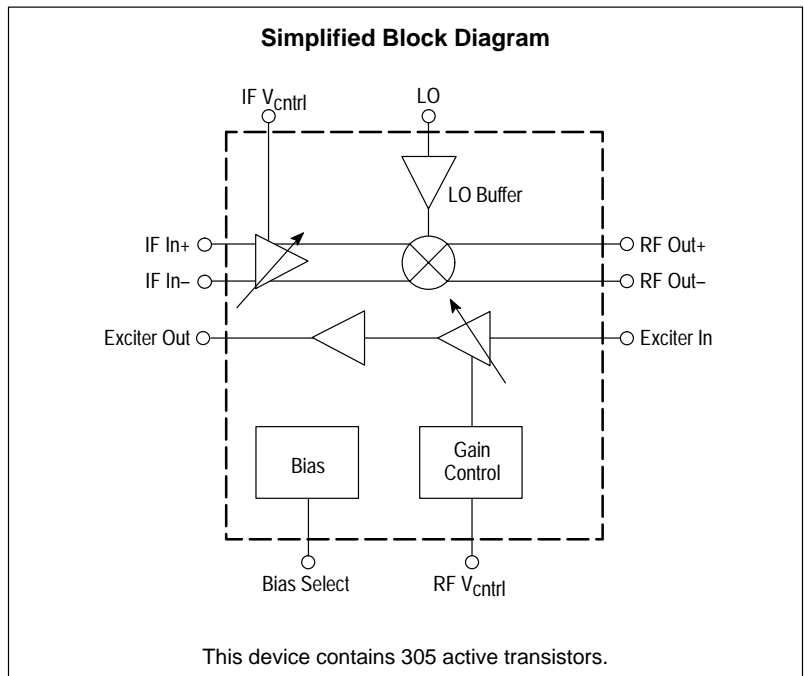 Simplified Block Diagram
IF Vcntrl
LO
LO Buffer
IF In+
RF Out+
IF In–
RF Out–
Exciter Out
Exciter In
Bias
Gain
Control
Bias Select
RF Vcntrl
This device contains 305 active transistors.